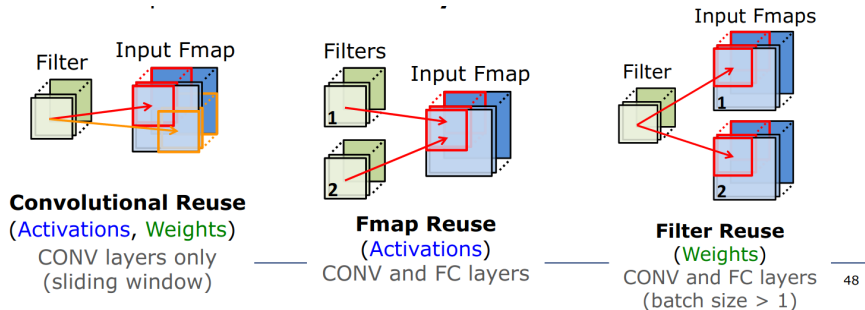 Filter
Input Fmap
Convolutional Reuse
(Activations, Weights)
CONV layers only
(sliding window)
Filters
Input Fmap
1
2
Fmap Reuse
(Activations)
CONV and FC layers
Input Fmaps
Filter
1
2
Filter Reuse
(Weights)
CONV and FC layers
(batch size > 1)
48